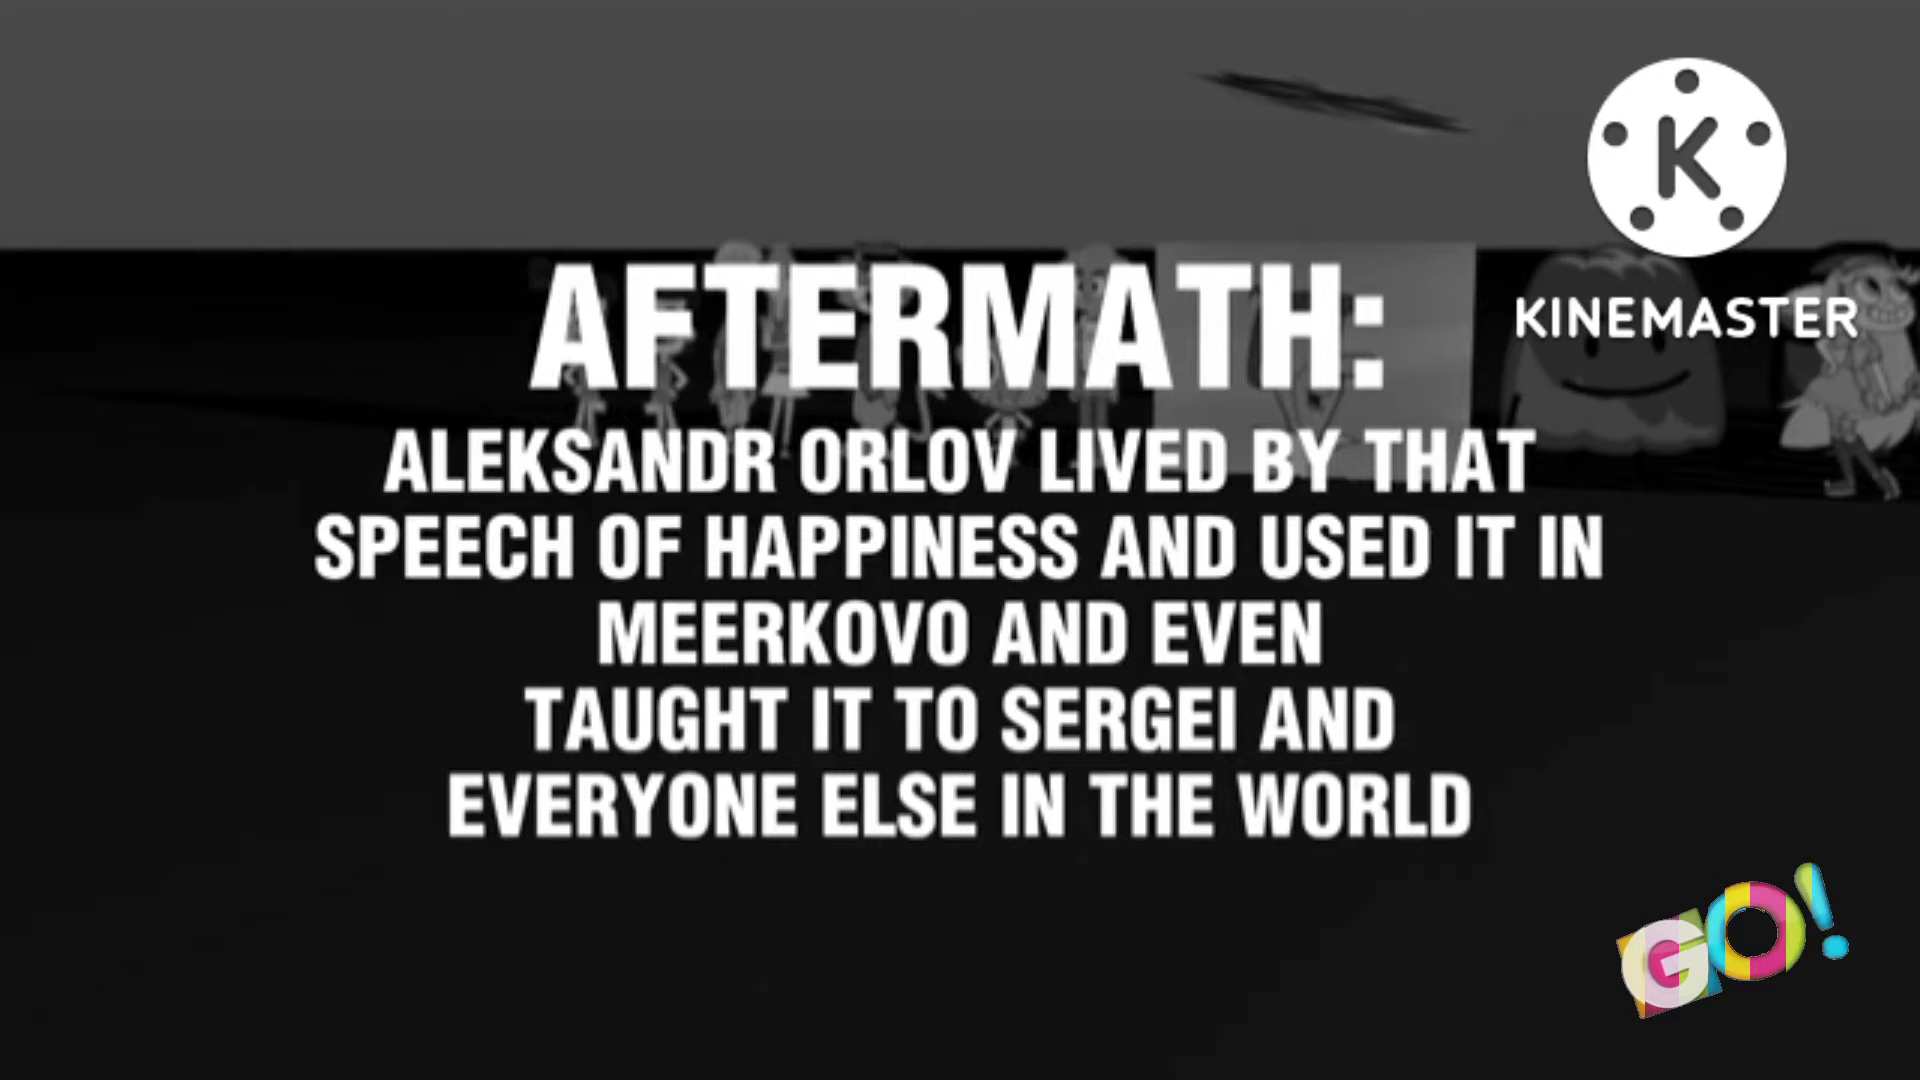 K
KINEMASTER
AFTERMATH:
ALEKSANDR ORLOV LIVED BY THAT
SPEECH OF HAPPINESS AND USED IT IN
MEERKOVO AND EVEN
TAUGHT IT TO SERGEI AND
EVERYONE ELSE IN THE WORLD
GO!